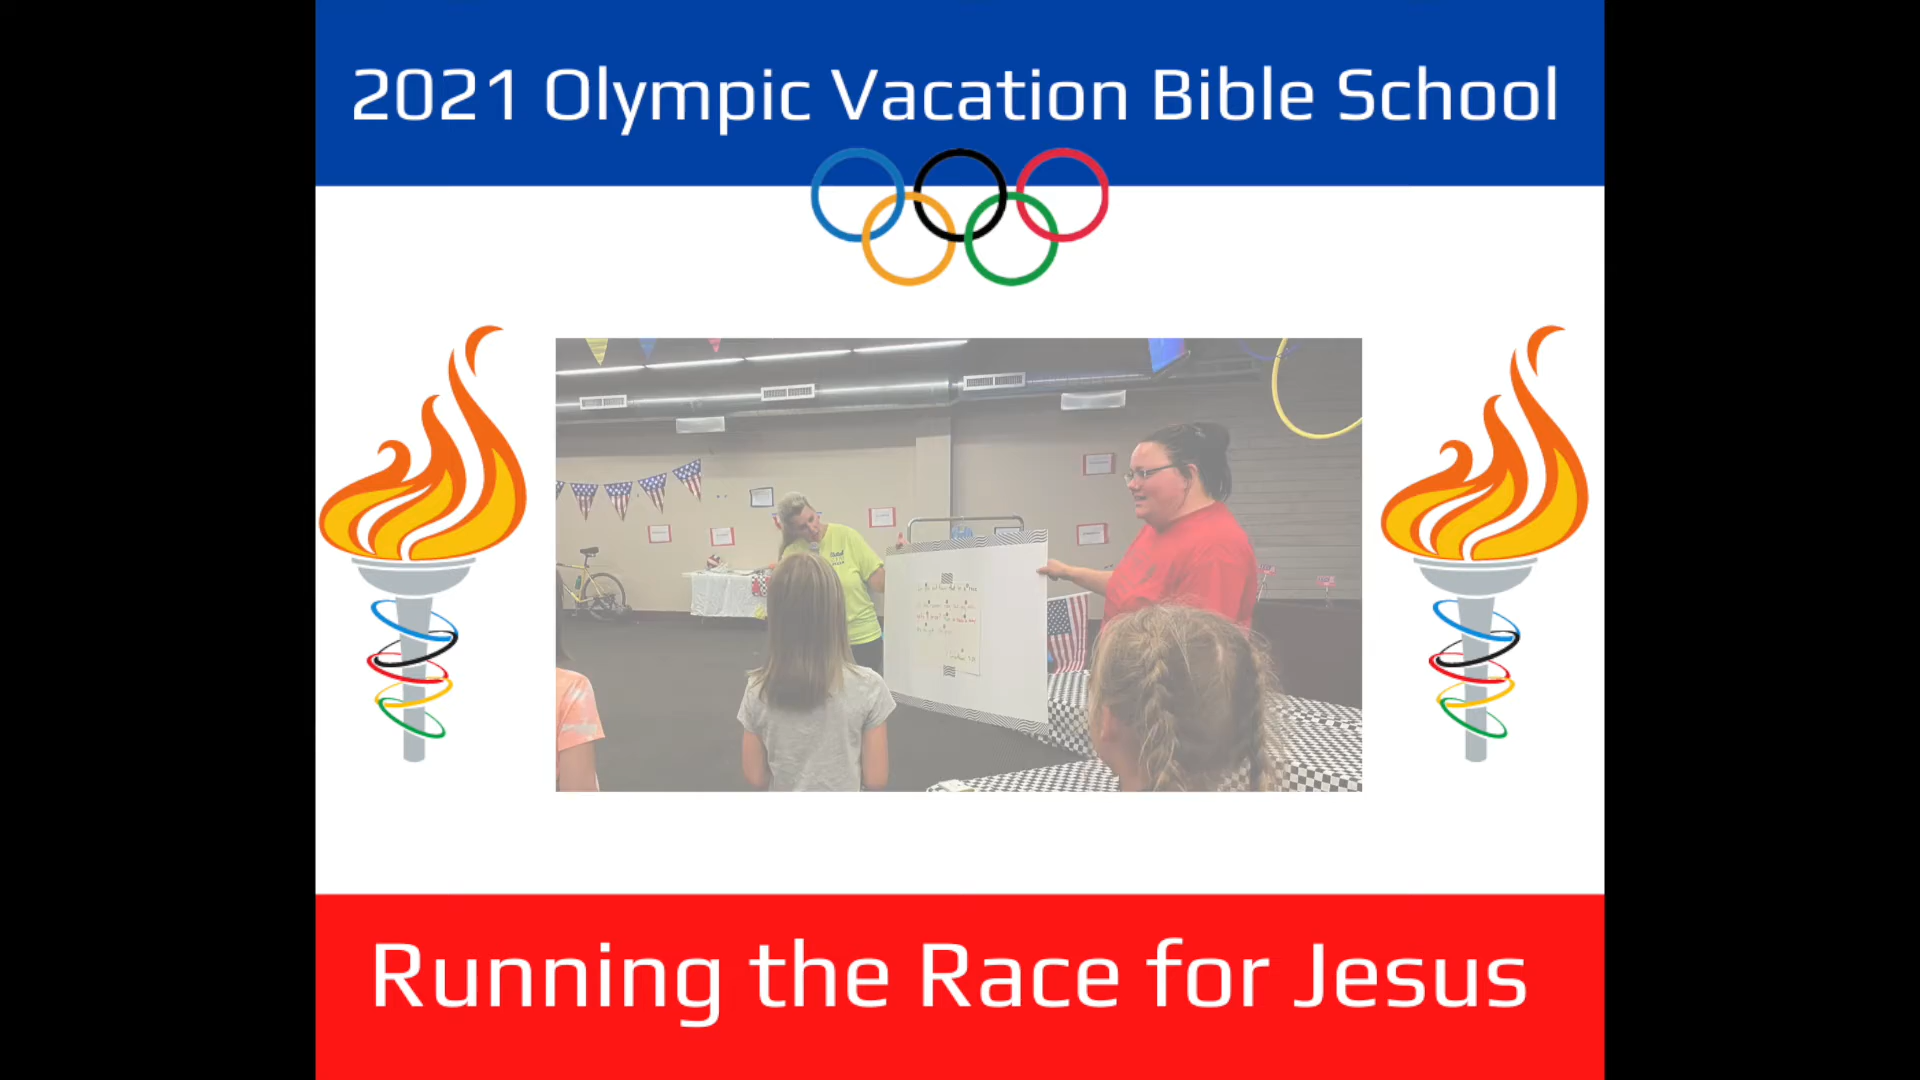 2021 Olympic Vacation Bible School
Running the Race for Jesus